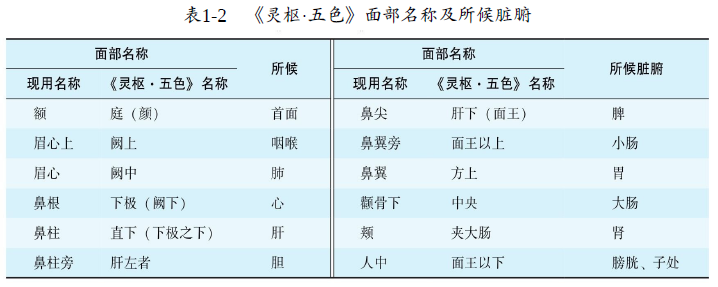 表1-2 《灵枢·五色》面部名称及所候脏腑
面部名称 所候 面部名称 所候脏腑
现用名称 《灵枢·五色》名称 现用名称 《灵枢·五色》名称
额 庭（颜） 首面 鼻尖 肝下（面王） 脾
眉心上 阙上 咽喉 鼻翼旁 面王以上 小肠
眉心 阙中 肺 鼻翼 方上 胃
鼻根 下极（阙下） 心 颧骨下 中央 大肠
鼻柱 直下（下极之下） 肝 颊 夹大肠 肾
鼻柱旁 肝左者 胆 人中 面王以下 膀胱、子处